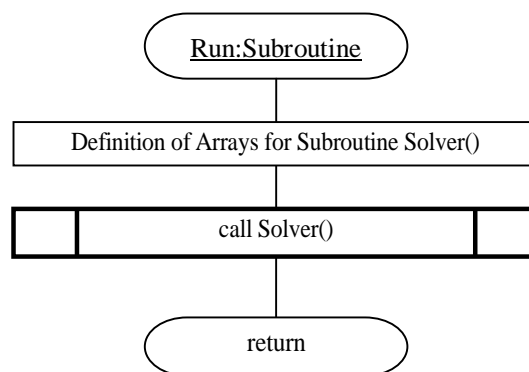 Run:Subroutine
Definition of Arrays for Subroutine Solver()
call Solver()
return